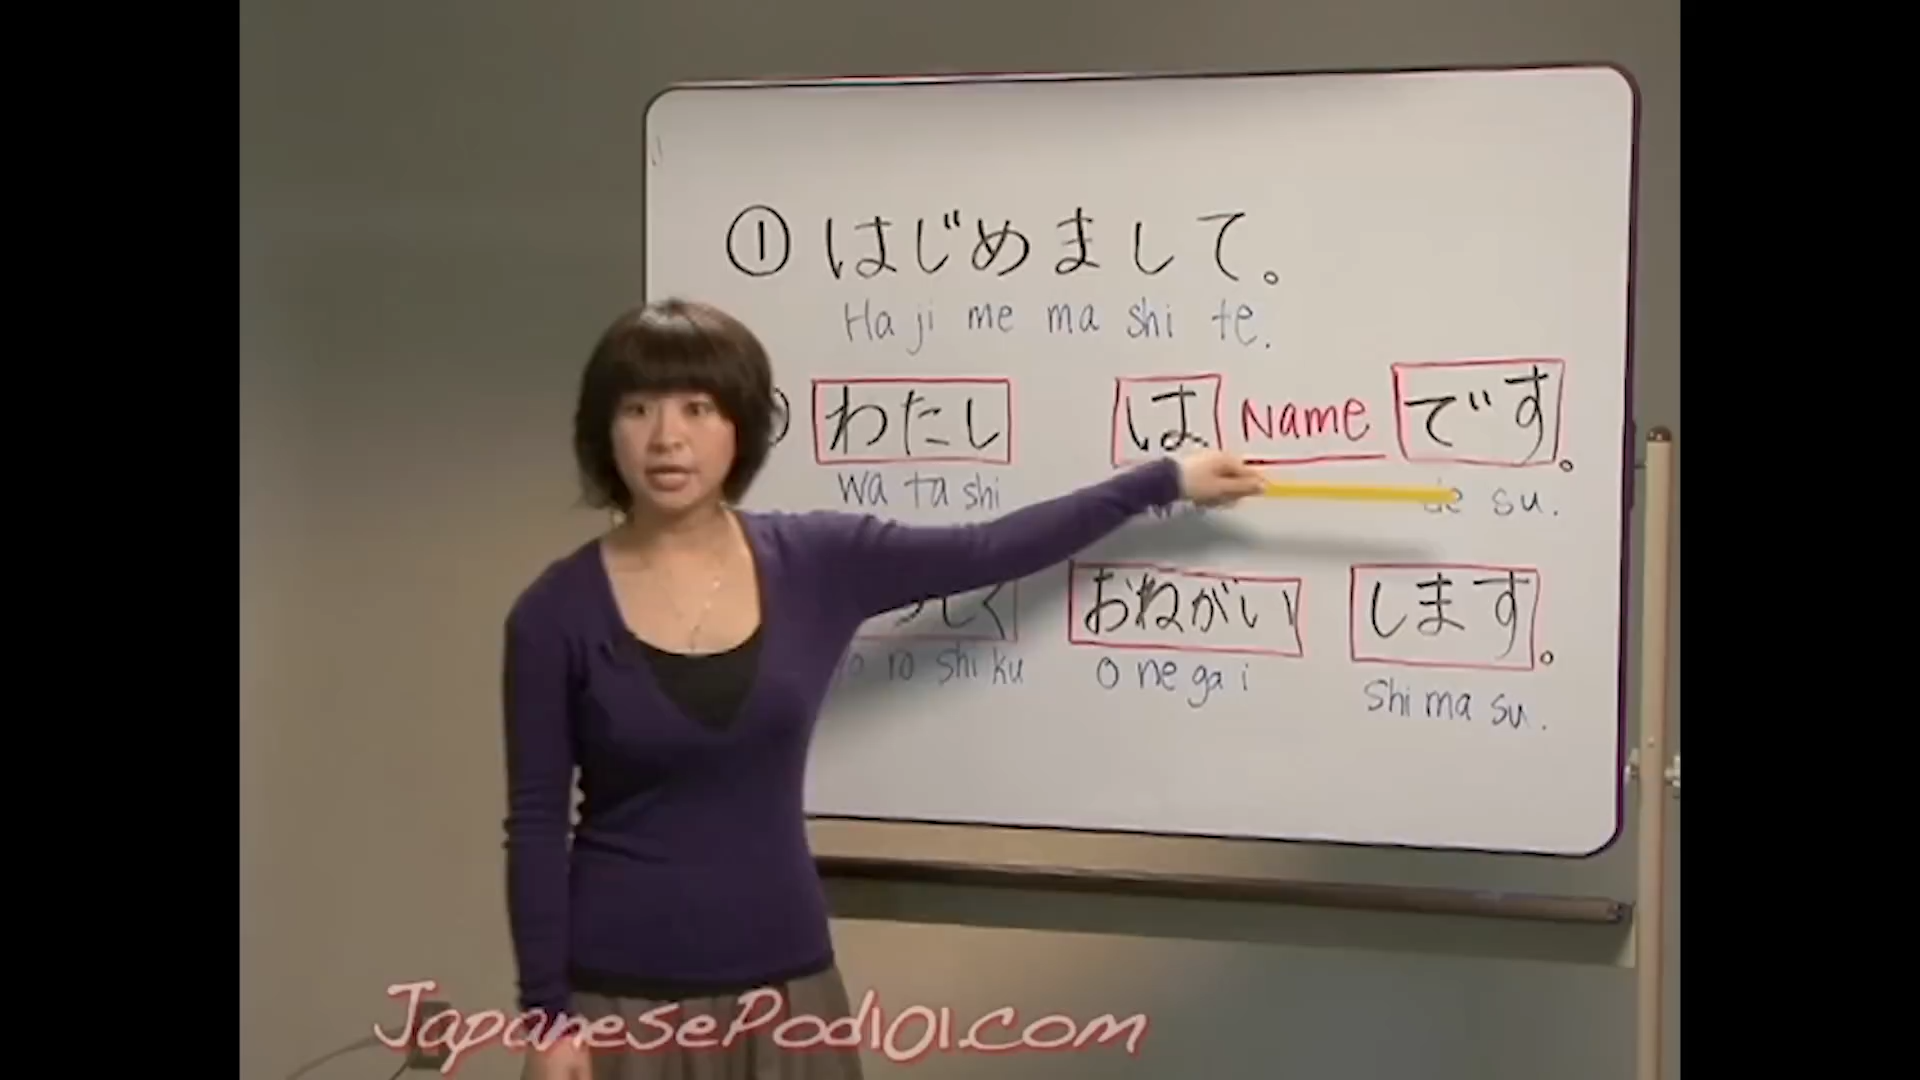 ① はじめまして。
Ha ji me ma shi te.
わたし は Name です。
wa ta shi su.
しく おねがい します。
ro shi ku o ne ga i shi ma su.
JapanesePod101.com